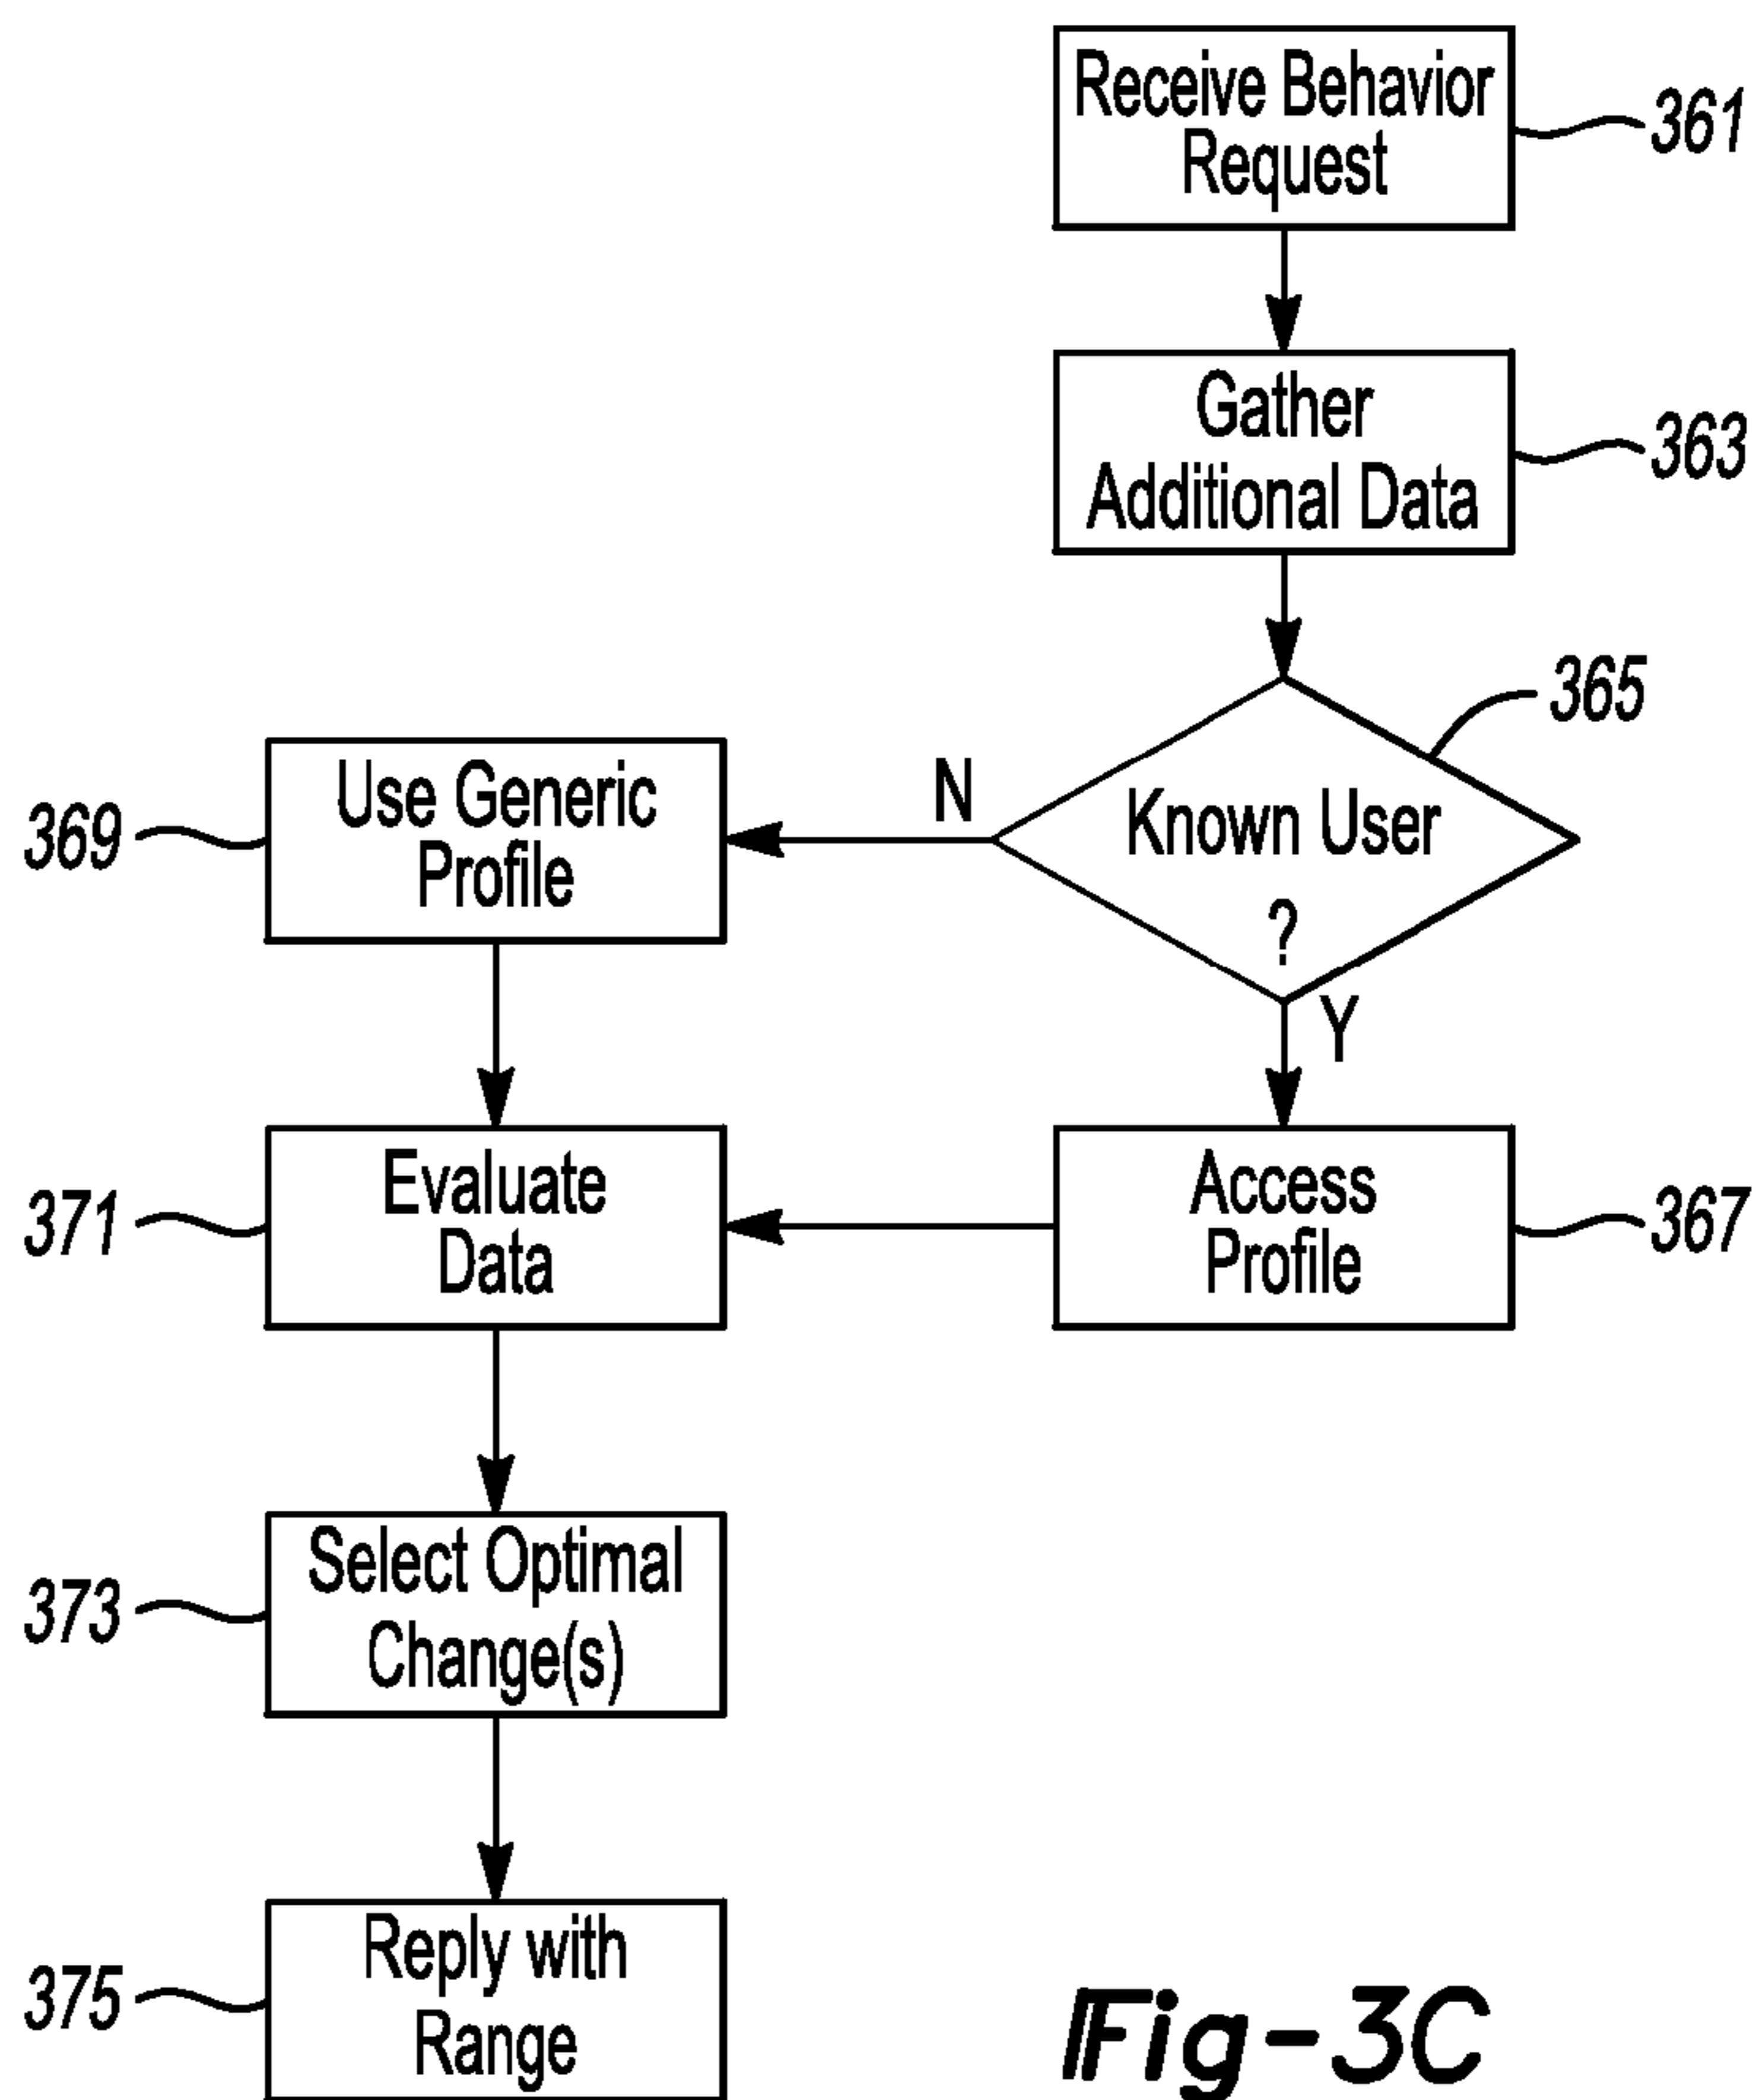 Receive Behavior
Request
361
Gather
Additional Data
363
365
Known User
?
N
Y
Use Generic
Profile
369
Access
Profile
367
Evaluate
Data
371
Select Optimal
Change(s)
373
Reply with
Range
375
Fig-3C